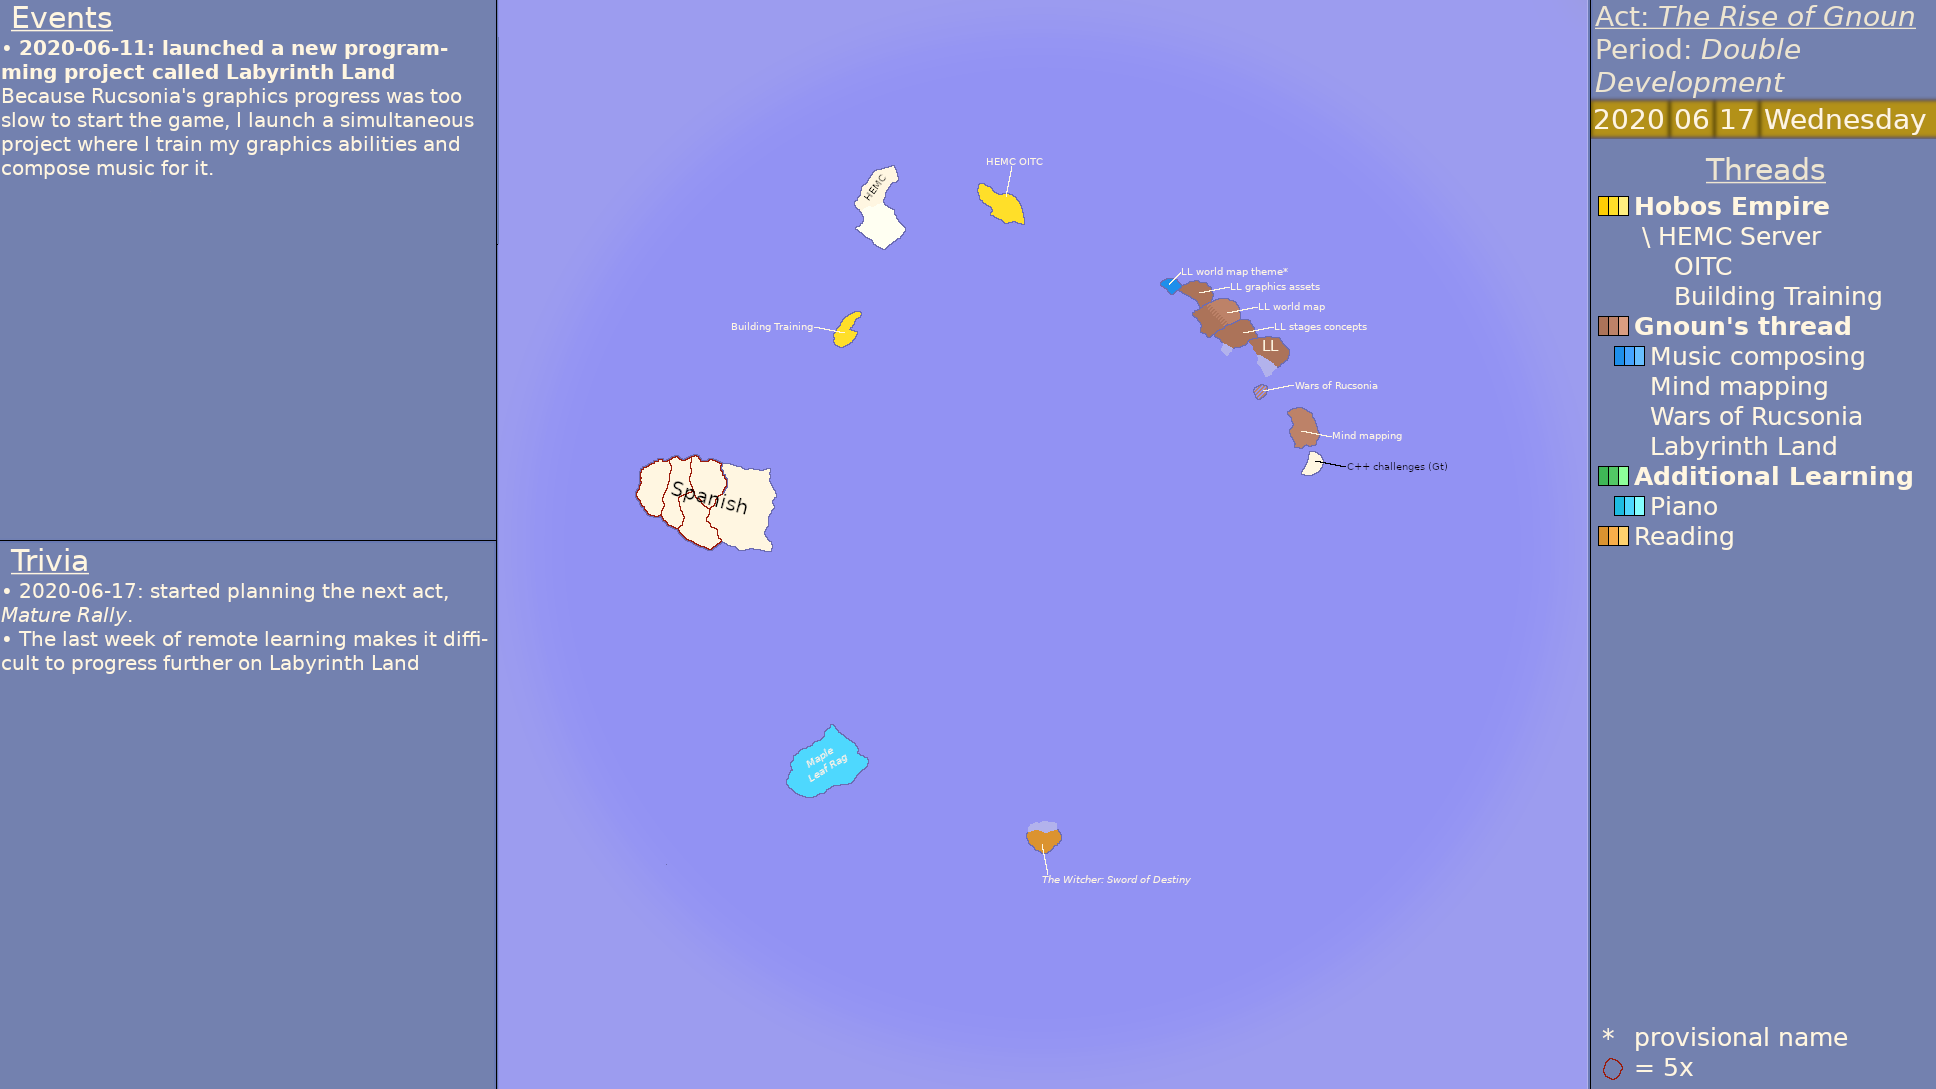 Events
• 2020-06-11: launched a new program-
ming project called Labyrinth Land
Because Rucsonia's graphics progress was too
slow to start the game, I launch a simultaneous
project where I train my graphics abilities and
compose music for it.
Trivia
• 2020-06-17: started planning the next act,
Mature Rally.
• The last week of remote learning makes it diffi-
cult to progress further on Labyrinth Land
HEMC
HEMC OITC
Building Training
LL world map theme*
LL graphics assets
LL world map
LL stages concepts
LL
Wars of Rucsonia
Mind mapping
C++ challenges (Gt)
Spanish
Maple
Leaf Rag
The Witcher: Sword of Destiny
Act: The Rise of Gnoun
Period: Double
Development
2020 06 17 Wednesday
Threads
Hobos Empire
\ HEMC Server
OITC
Building Training
Gnoun's thread
Music composing
Mind mapping
Wars of Rucsonia
Labyrinth Land
Additional Learning
Piano
Reading
* provisional name
= 5x